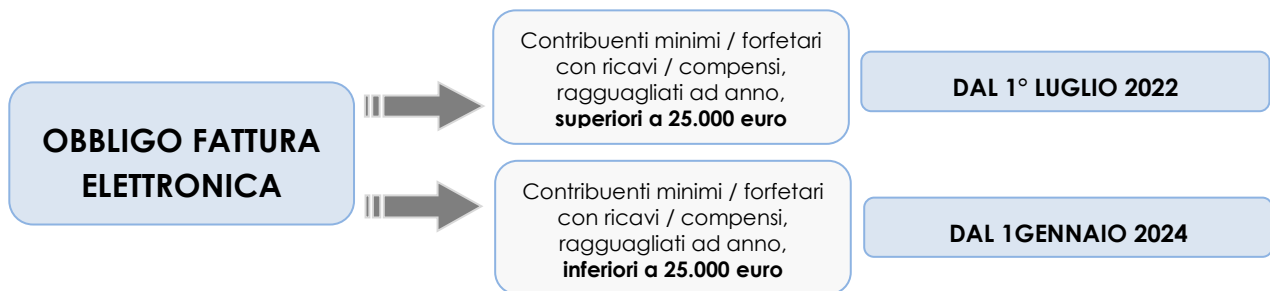 OBBLIGO FATTURA
ELETTRONICA
Contribuenti minimi / forfetari
con ricavi / compensi,
ragguagliati ad anno,
superiori a 25.000 euro
DAL 1° LUGLIO 2022
Contribuenti minimi / forfetari
con ricavi / compensi,
ragguagliati ad anno,
inferiori a 25.000 euro
DAL 1GENNAIO 2024